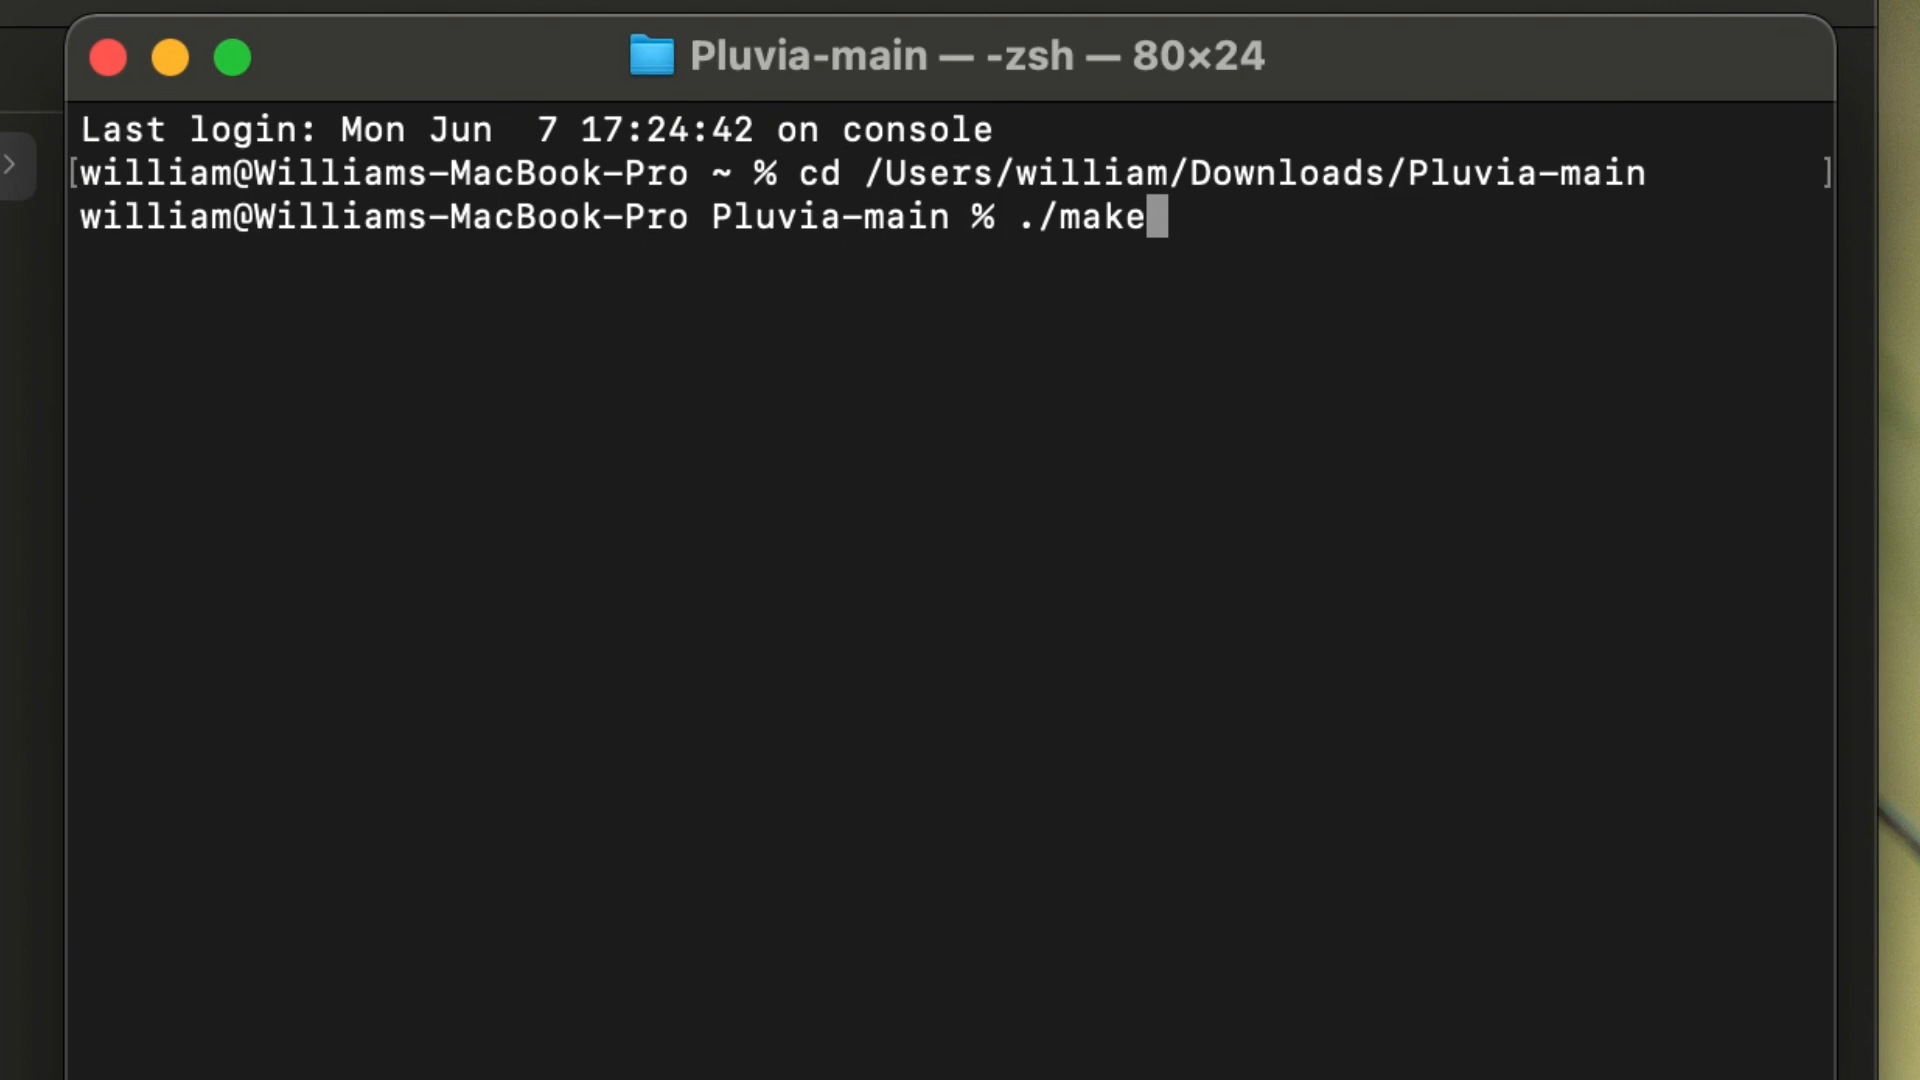 Pluvia-main — -zsh — 80×24
Last login: Mon Jun  7 17:24:42 on console
[william@Williams-MacBook-Pro ~ % cd /Users/william/Downloads/Pluvia-main ]
william@Williams-MacBook-Pro Pluvia-main % ./make